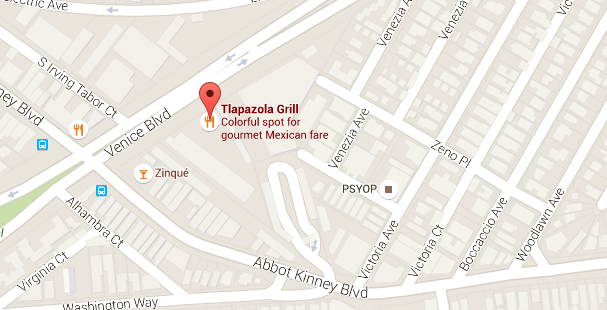 Electric Ave
S Irving Tabor Ct
ney Blvd
Venice Blvd
Tlapazola Grill
Colorful spot for
gourmet Mexican fare
Venezia Ave
Venezia Ave
Vic
Zeno Pl
Zinqué
PSYOP
Alhambra Ct
Virginia Ct
Washington Way
Abbot Kinney Blvd
Victoria Ave
Victoria Ct
Boccaccio Ave
Woodlawn Ave